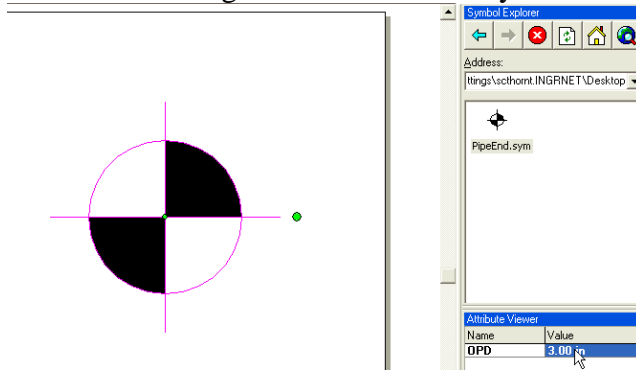 Symbol Explorer
Address:
ttings\scthornt.INGRNET\Desktop
PipeEnd.sym
Attribute Viewer
Name Value
OPD 3.00 in